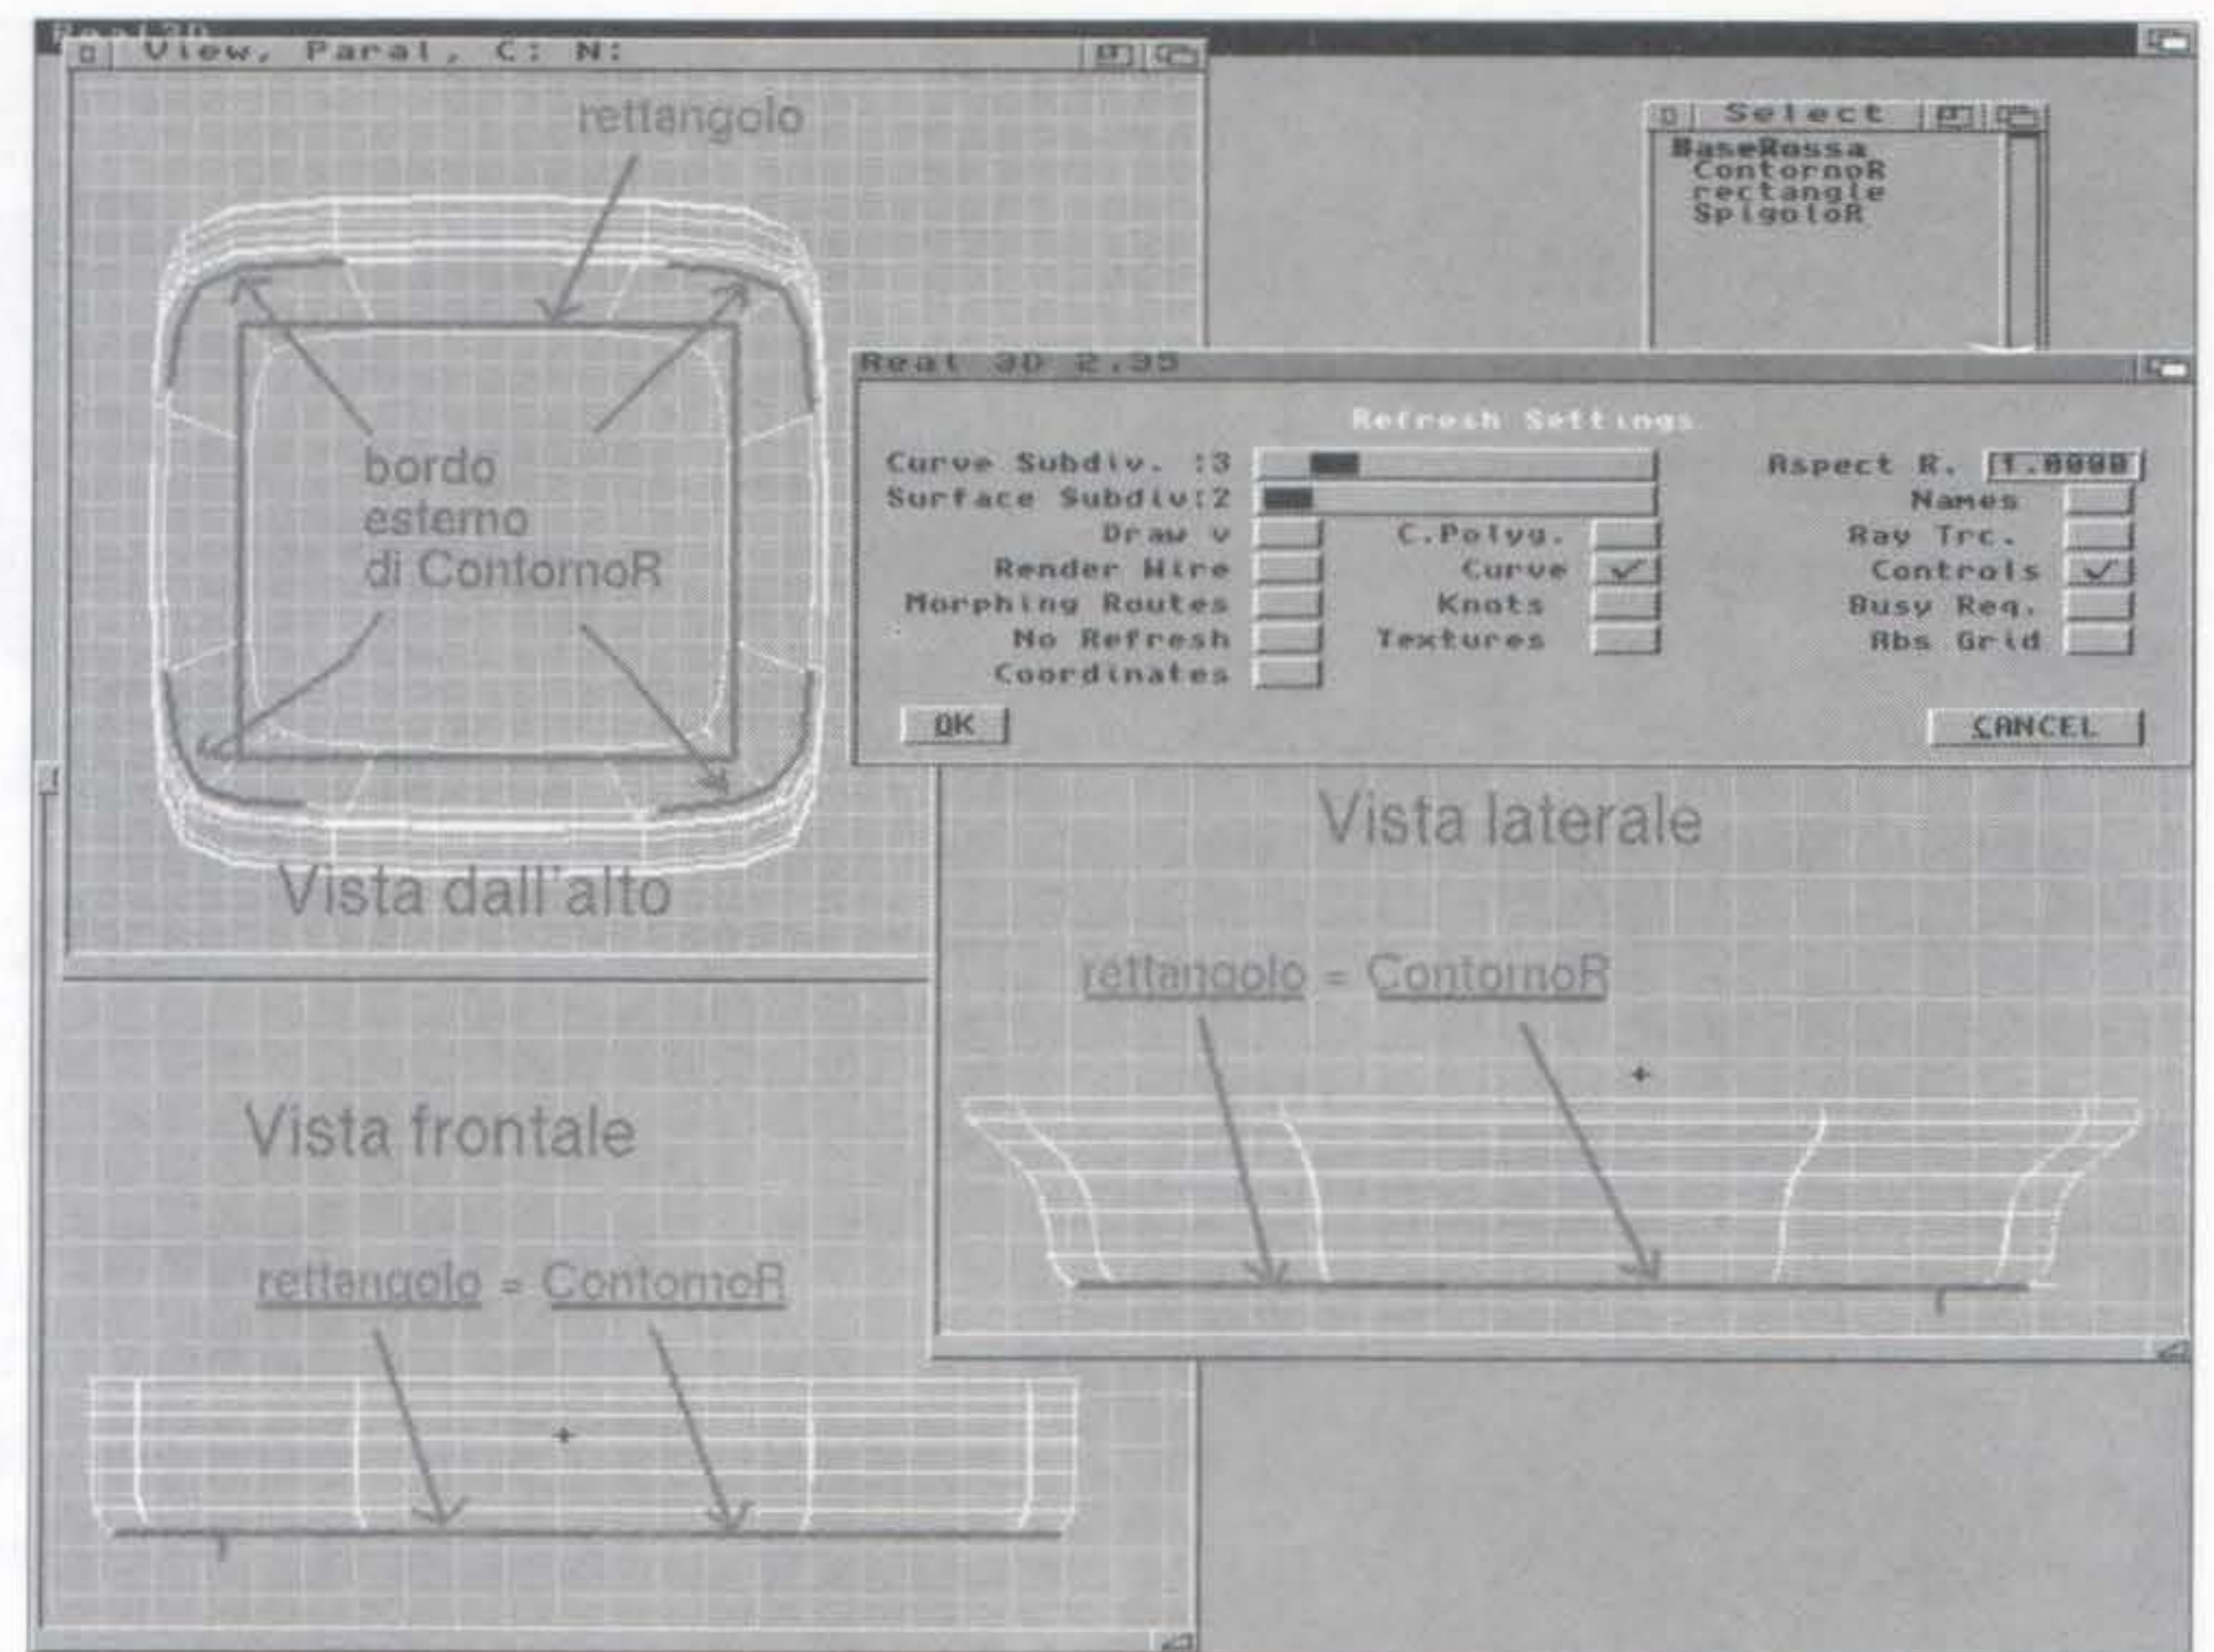 Real3D
View, Paral, C: N:
rettangolo
bordo
esterno
di ContornoR
Vista dall'alto
Select
BaseRossa
ContornoR
rectangle
SpigoloR
Real 3D 2.35
Refresh Settings
Curve Subdiv. :3
Aspect R. 1.0000
Surface Subdiv:2
Names
Draw v
C.Polyg.
Ray Trc.
Render Wire
Curve
Controls
Morphing Routes
Knots
Busy Req.
No Refresh
Textures
Abs Grid
Coordinates
OK
CANCEL
Vista laterale
rettangolo = ContornoR
Vista frontale
rettangolo = ContornoR